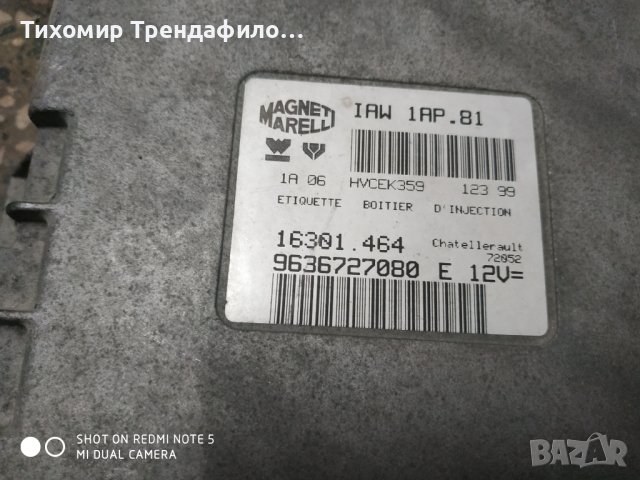 Тихомир Трендафило...
MAGNETI MARELLI
IAW 1AP.81
1A 06 HVCEK359 123 99
ETIQUETTE BOITIER D'INJECTION
16301.464 Chatellerault
72052
9636727080 E 12V=
SHOT ON REDMI NOTE 5
MI DUAL CAMERA
BAZAR